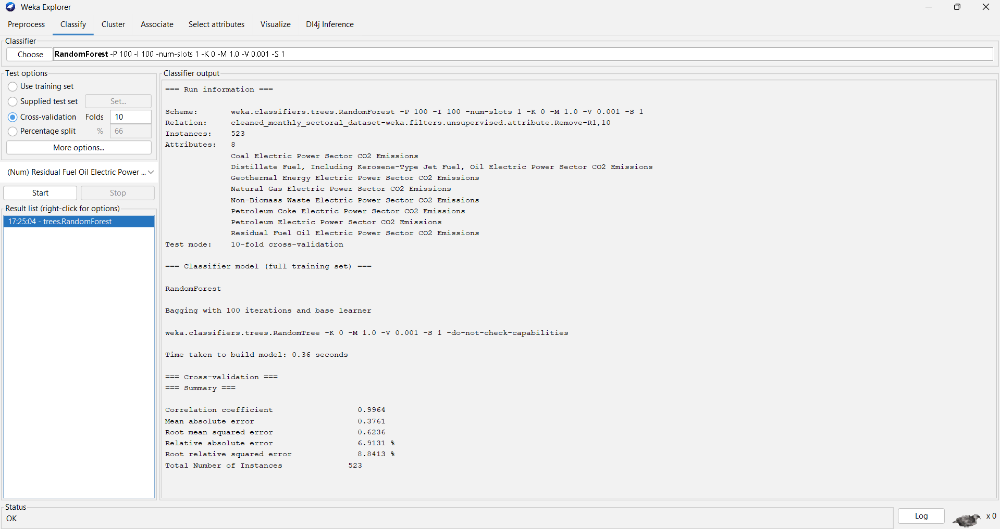 Weka Explorer
Preprocess Classify Cluster Associate Select attributes Visualize Dl4j Inference
Classifier
Choose RandomForest -P 100 -I 100 -num-slots 1 -K 0 -M 1.0 -V 0.001 -S 1
Test options
Use training set
Supplied test set Set...
Cross-validation Folds 10
Percentage split % 66
More options...
(Num) Residual Fuel Oil Electric Power ...
Start Stop
Result list (right-click for options)
17:25:04 - trees.RandomForest
Classifier output
=== Run information ===
Scheme: weka.classifiers.trees.RandomForest -P 100 -I 100 -num-slots 1 -K 0 -M 1.0 -V 0.001 -S 1
Relation: cleaned_monthly_sectoral_dataset-weka.filters.unsupervised.attribute.Remove-R1,10
Instances: 523
Attributes: 8
Coal Electric Power Sector CO2 Emissions
Distillate Fuel, Including Kerosene-Type Jet Fuel, Oil Electric Power Sector CO2 Emissions
Geothermal Energy Electric Power Sector CO2 Emissions
Natural Gas Electric Power Sector CO2 Emissions
Non-Biomass Waste Electric Power Sector CO2 Emissions
Petroleum Coke Electric Power Sector CO2 Emissions
Petroleum Electric Power Sector CO2 Emissions
Residual Fuel Oil Electric Power Sector CO2 Emissions
Test mode: 10-fold cross-validation
=== Classifier model (full training set) ===
RandomForest
Bagging with 100 iterations and base learner
weka.classifiers.trees.RandomTree -K 0 -M 1.0 -V 0.001 -S 1 -do-not-check-capabilities
Time taken to build model: 0.36 seconds
=== Cross-validation ===
=== Summary ===
Correlation coefficient 0.9964
Mean absolute error 0.3761
Root mean squared error 0.6236
Relative absolute error 6.9131 %
Root relative squared error 8.8413 %
Total Number of Instances 523
Status
OK
Log x 0